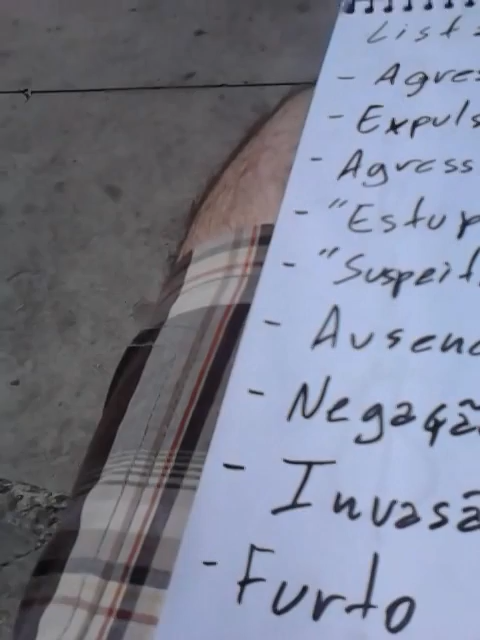 List
- Agres
- Expuls
- Agress
- "Estup
- "Suspeit
- Ausenc
- Negaçã
- Invasã
- Furto